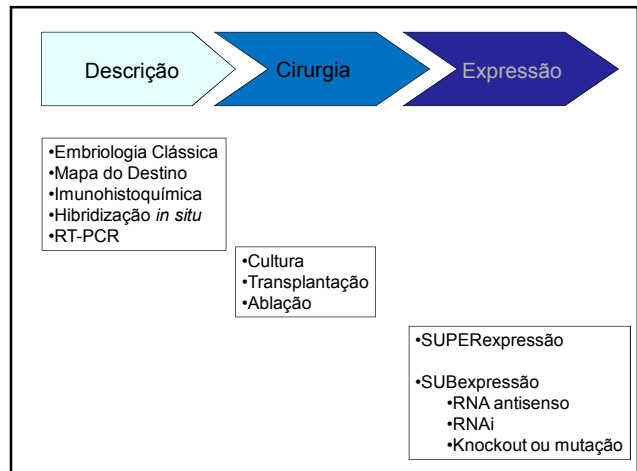 Descrição
Cirurgia
Expressão
•Embriologia Clássica
•Mapa do Destino
•Imunohistoquímica
•Hibridização in situ
•RT-PCR
•Cultura
•Transplantação
•Ablação
•SUPERexpressão
•SUBexpressão
•RNA antisenso
•RNAi
•Knockout ou mutação